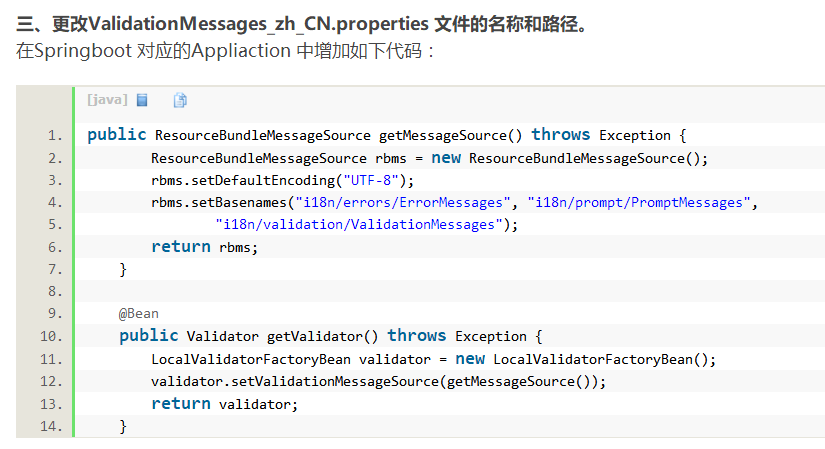 三、更改ValidationMessages_zh_CN.properties 文件的名称和路径。
在Springboot 对应的Appliaction 中增加如下代码：
[java]
1. public ResourceBundleMessageSource getMessageSource() throws Exception {
2. ResourceBundleMessageSource rbms = new ResourceBundleMessageSource();
3. rbms.setDefaultEncoding("UTF-8");
4. rbms.setBasenames("i18n/errors/ErrorMessages", "i18n/prompt/PromptMessages",
5. "i18n/validation/ValidationMessages");
6. return rbms;
7. }
8.
9. @Bean
10. public Validator getValidator() throws Exception {
11. LocalValidatorFactoryBean validator = new LocalValidatorFactoryBean();
12. validator.setValidationMessageSource(getMessageSource());
13. return validator;
14. }